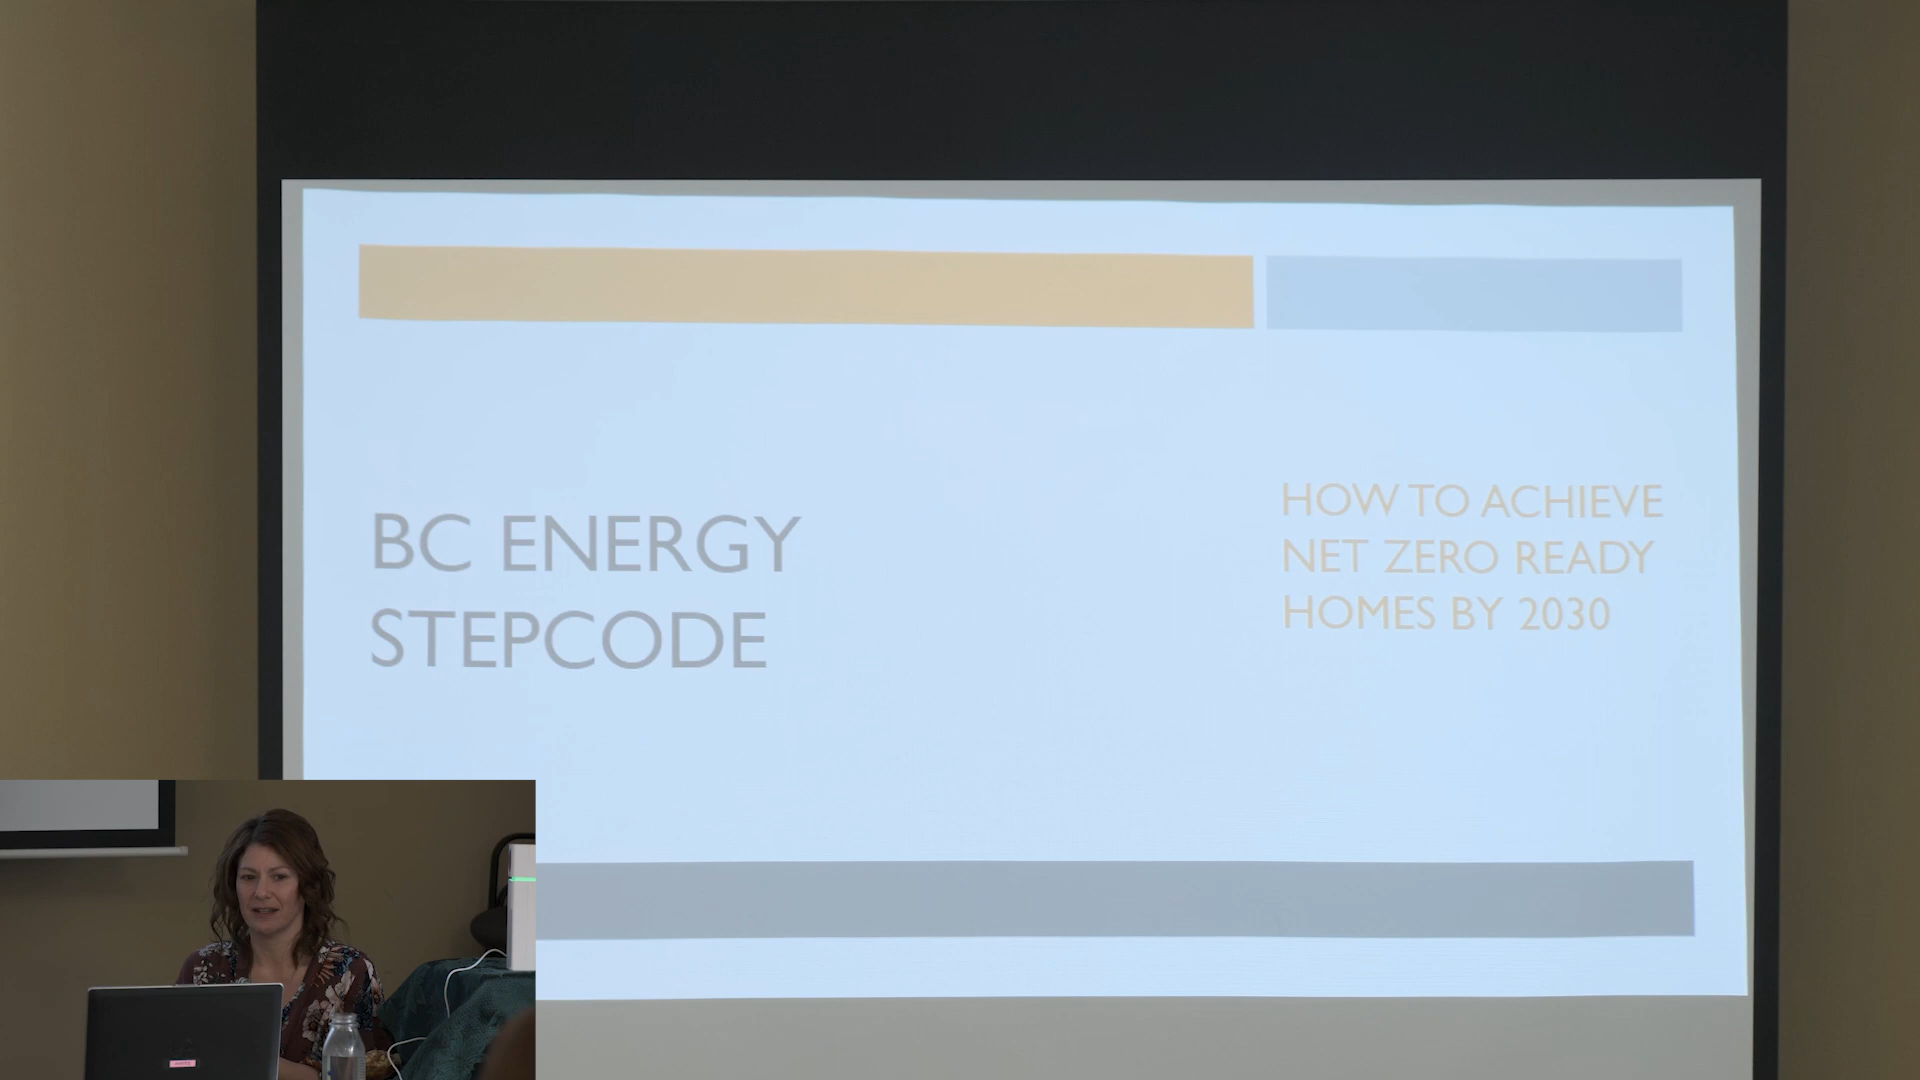 BC ENERGY
STEPCODE
HOW TO ACHIEVE
NET ZERO READY
HOMES BY 2030